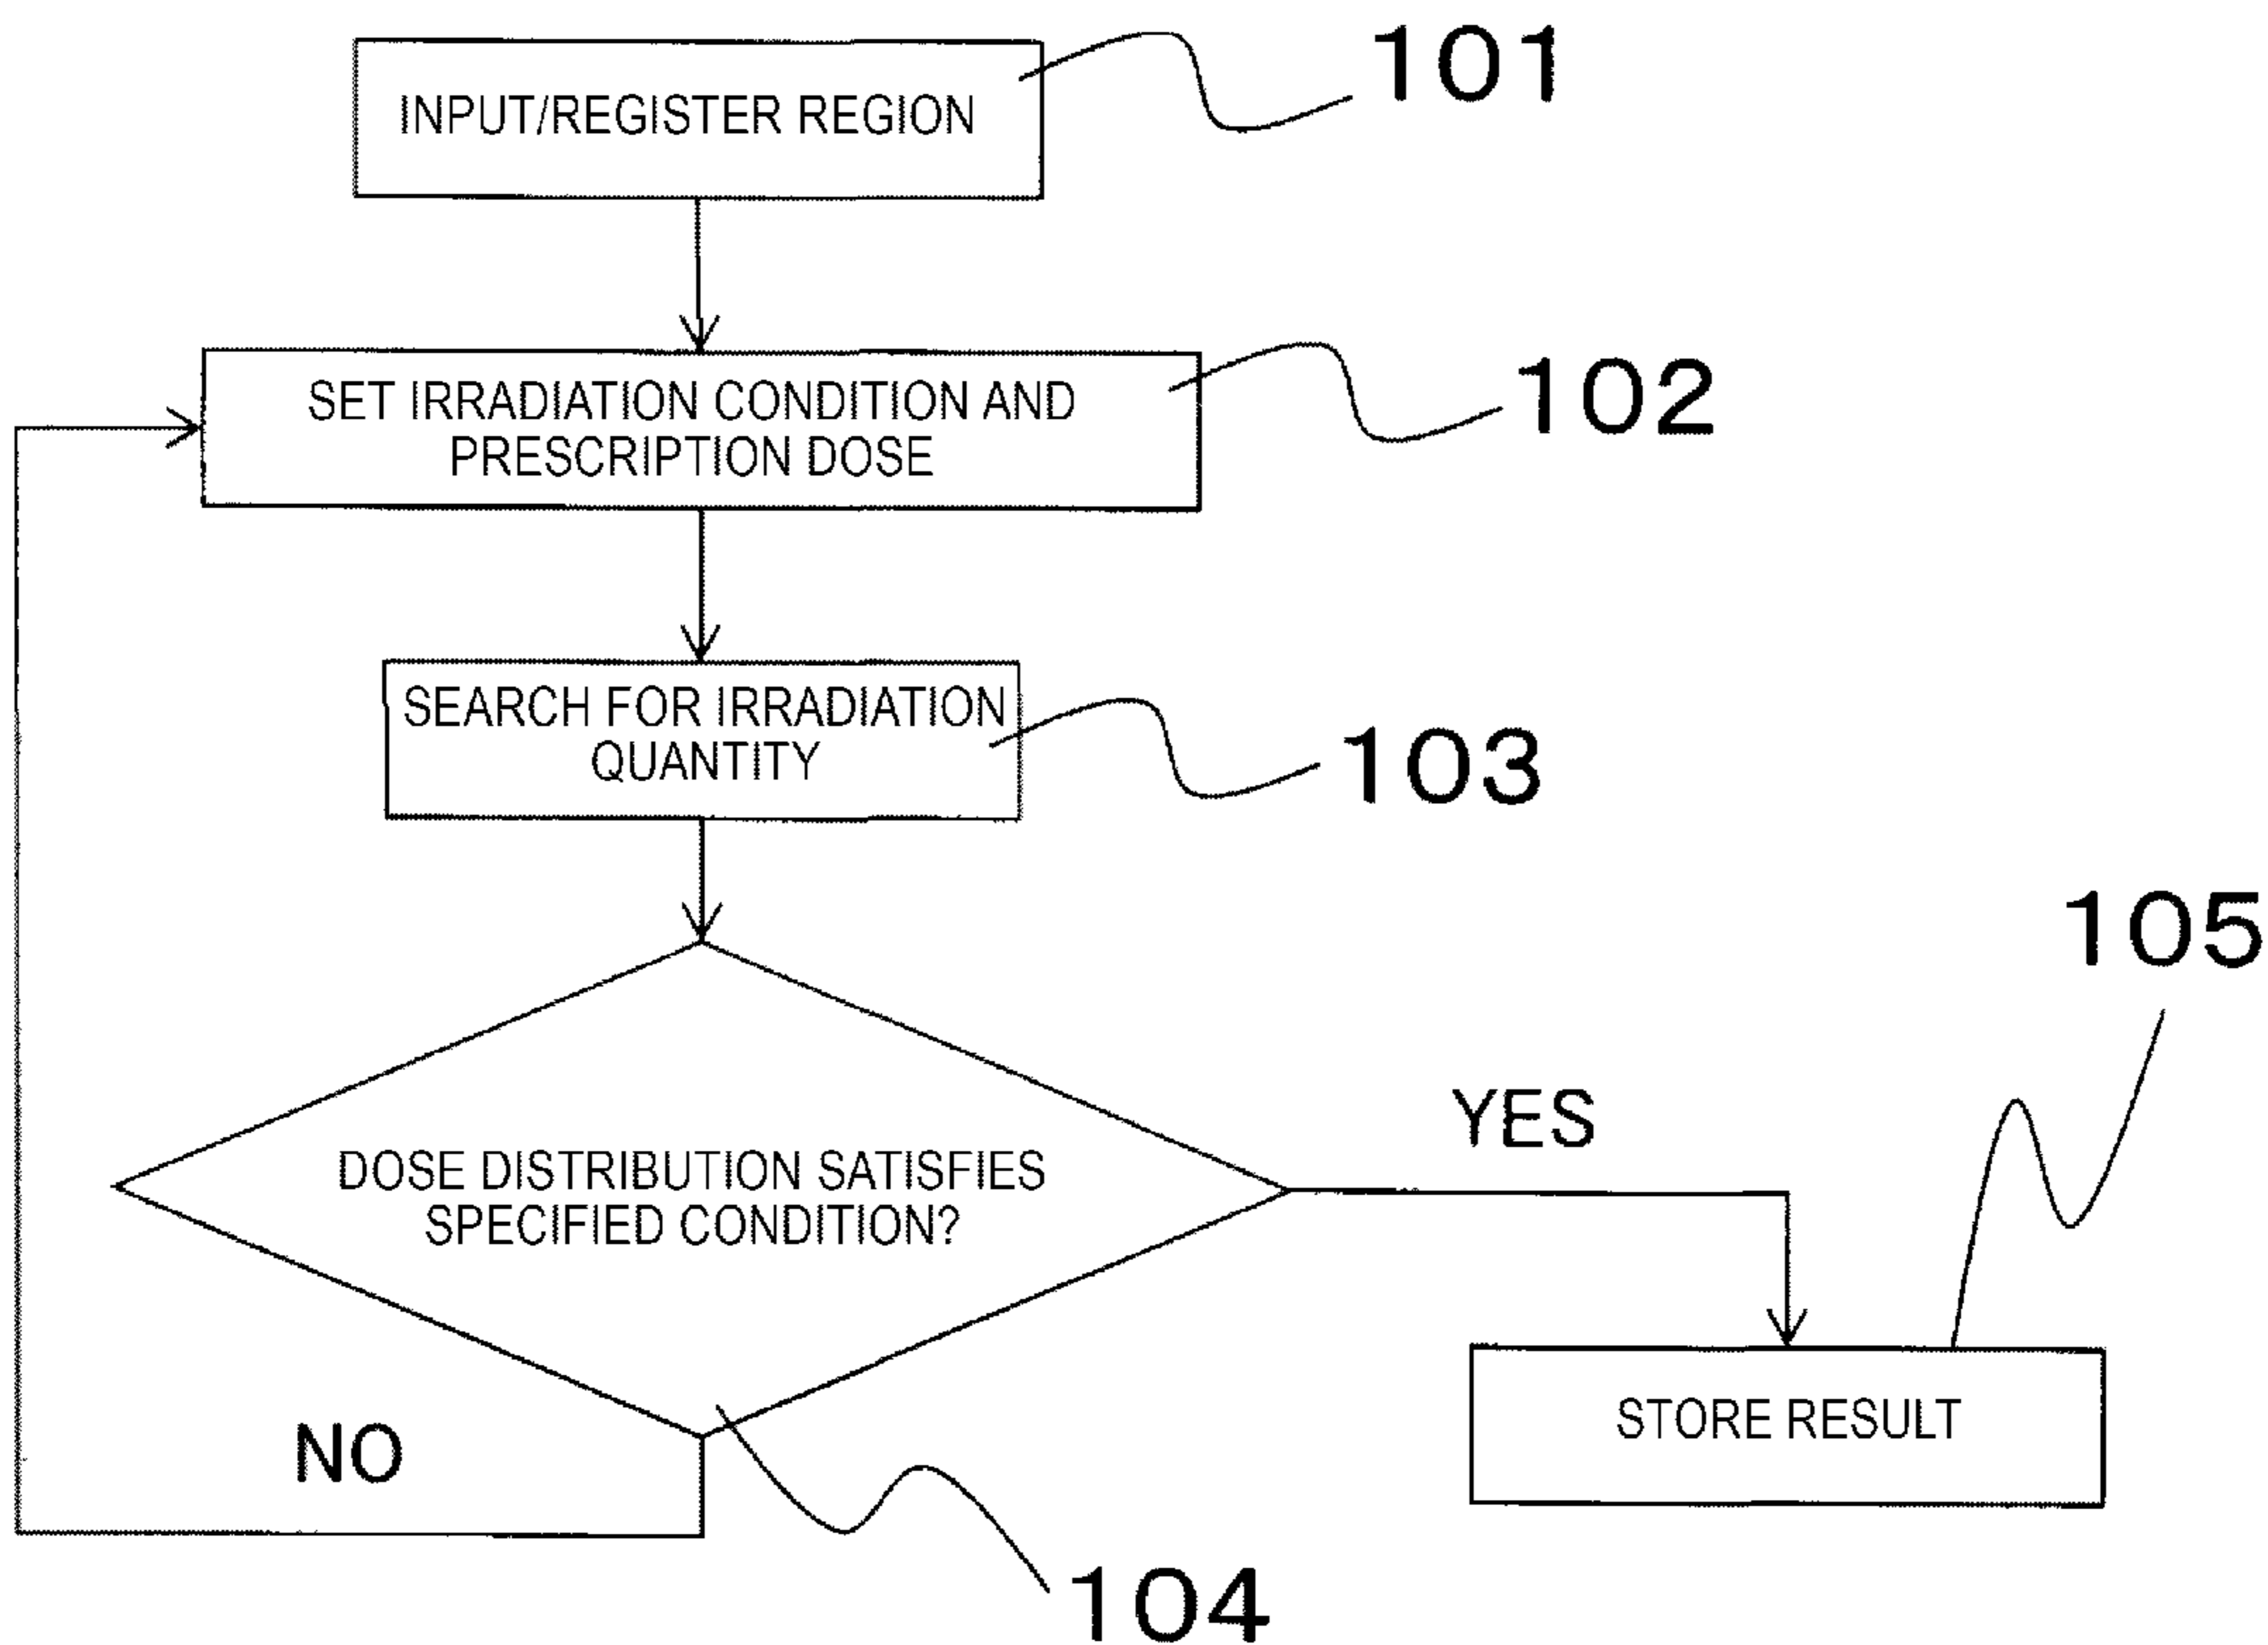 INPUT/REGISTER REGION
101
SET IRRADIATION CONDITION AND
PRESCRIPTION DOSE
102
SEARCH FOR IRRADIATION
QUANTITY
103
DOSE DISTRIBUTION SATISFIES
SPECIFIED CONDITION?
YES
105
STORE RESULT
NO
104